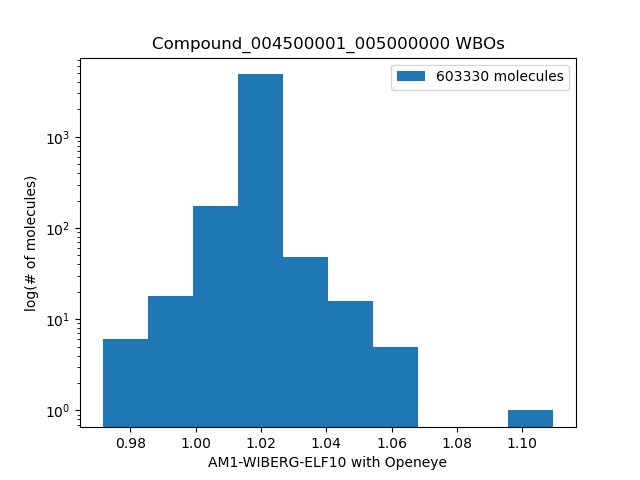 Compound_004500001_005000000 WBOs
603330 molecules
log(# of molecules)
10³
10²
10¹
10⁰
0.98 1.00 1.02 1.04 1.06 1.08 1.10
AM1-WIBERG-ELF10 with Openeye